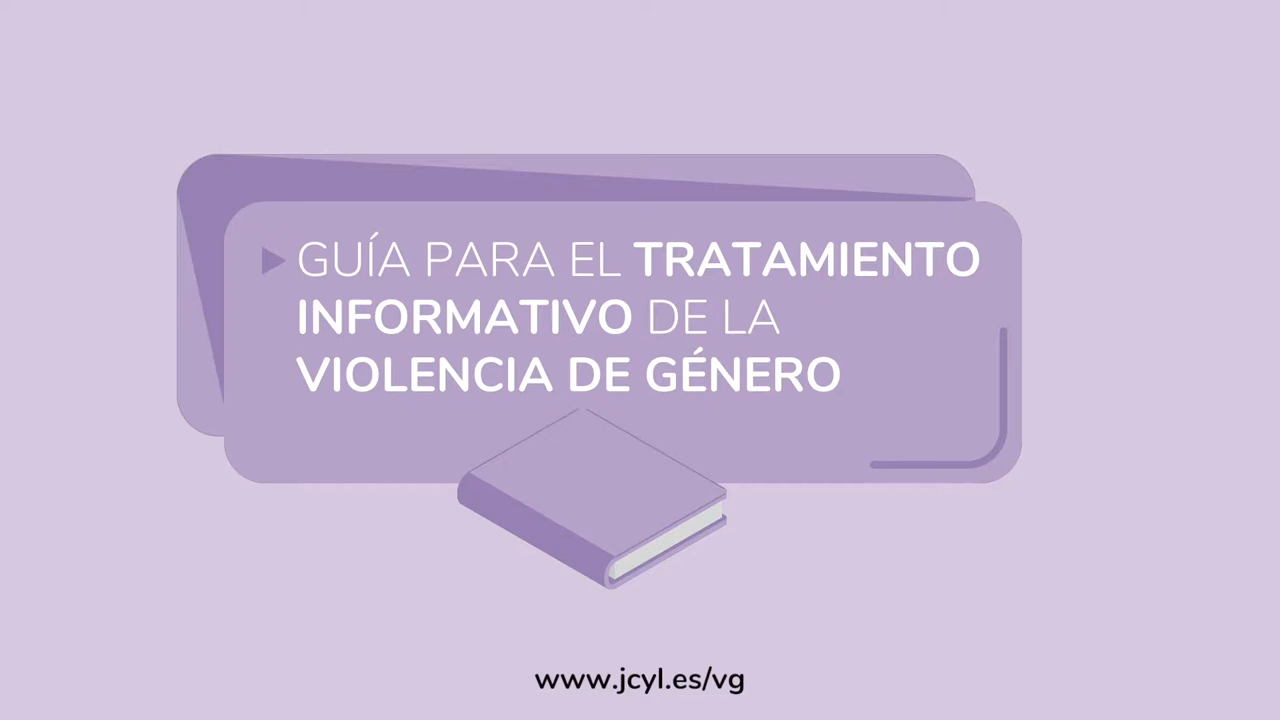 GUÍA PARA EL TRATAMIENTO
INFORMATIVO DE LA
VIOLENCIA DE GÉNERO
www.jcyl.es/vg